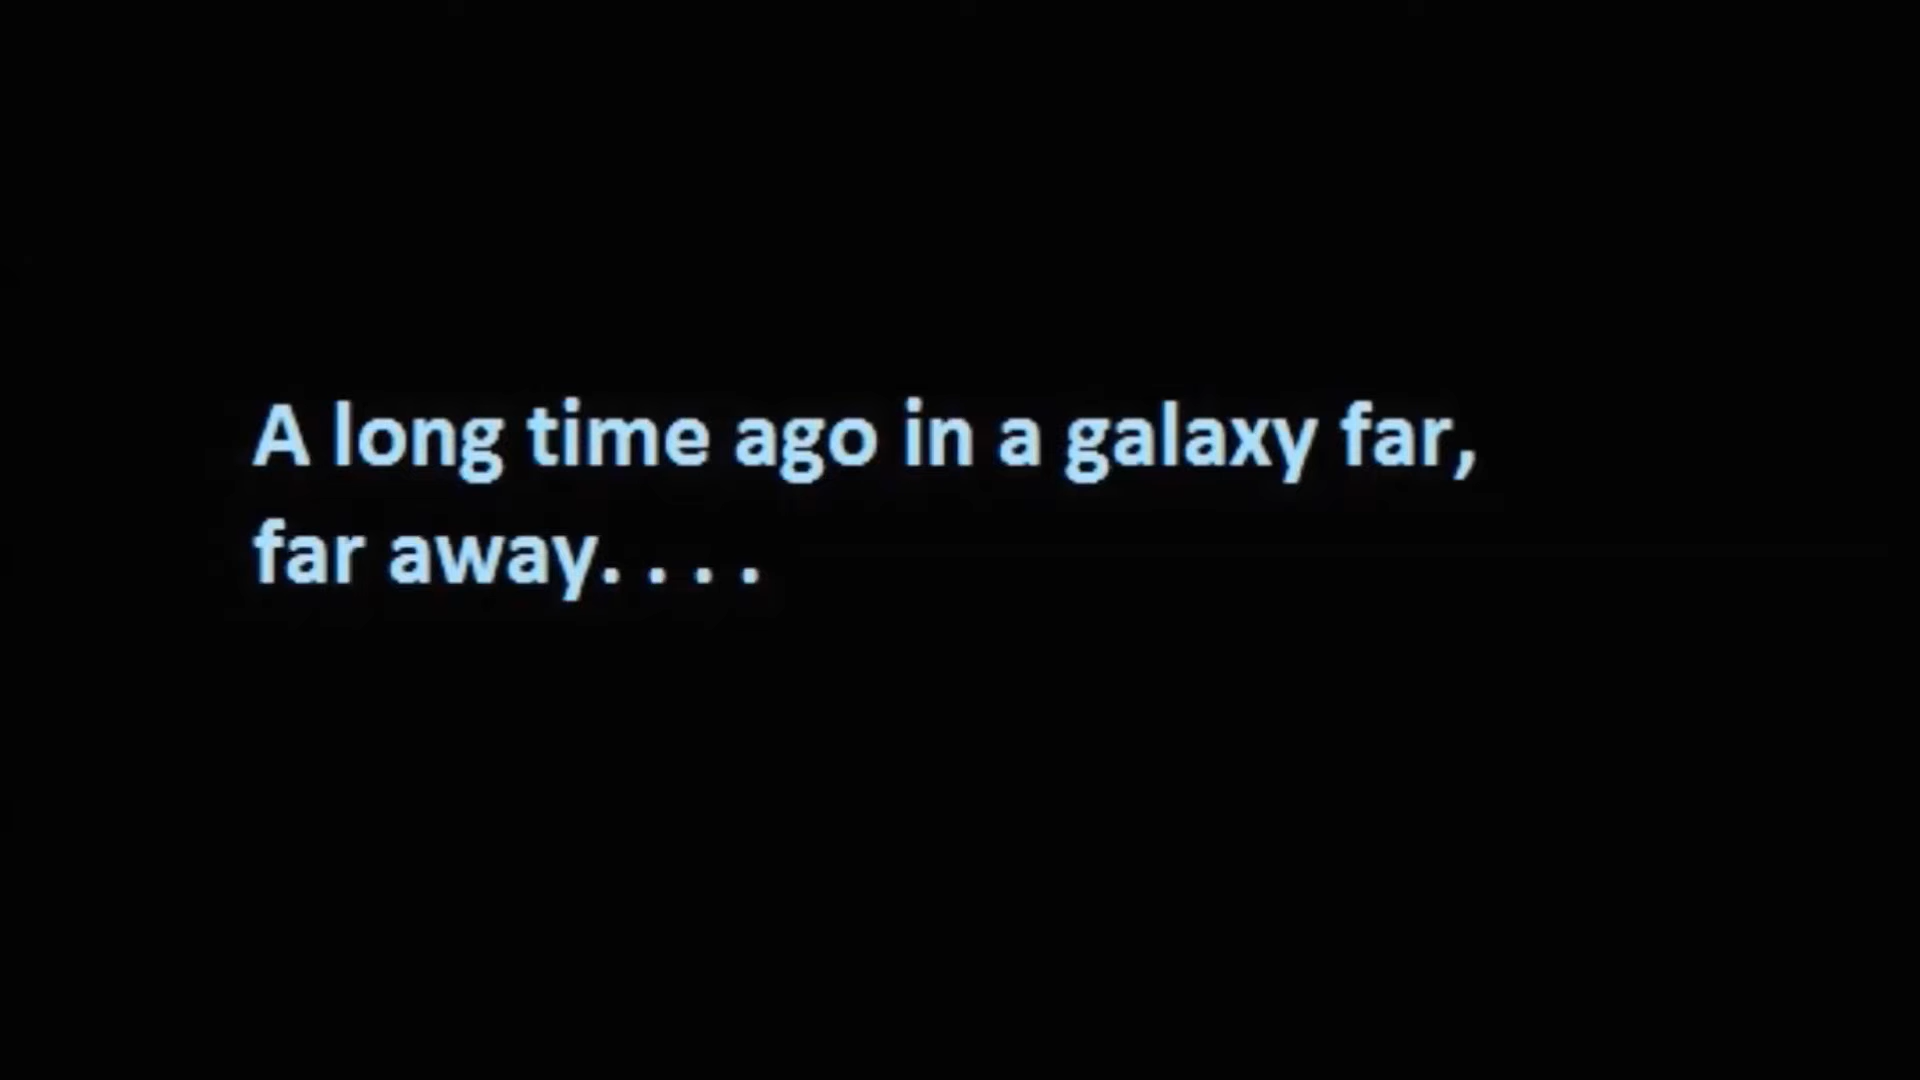 A long time ago in a galaxy far,
far away. . . .